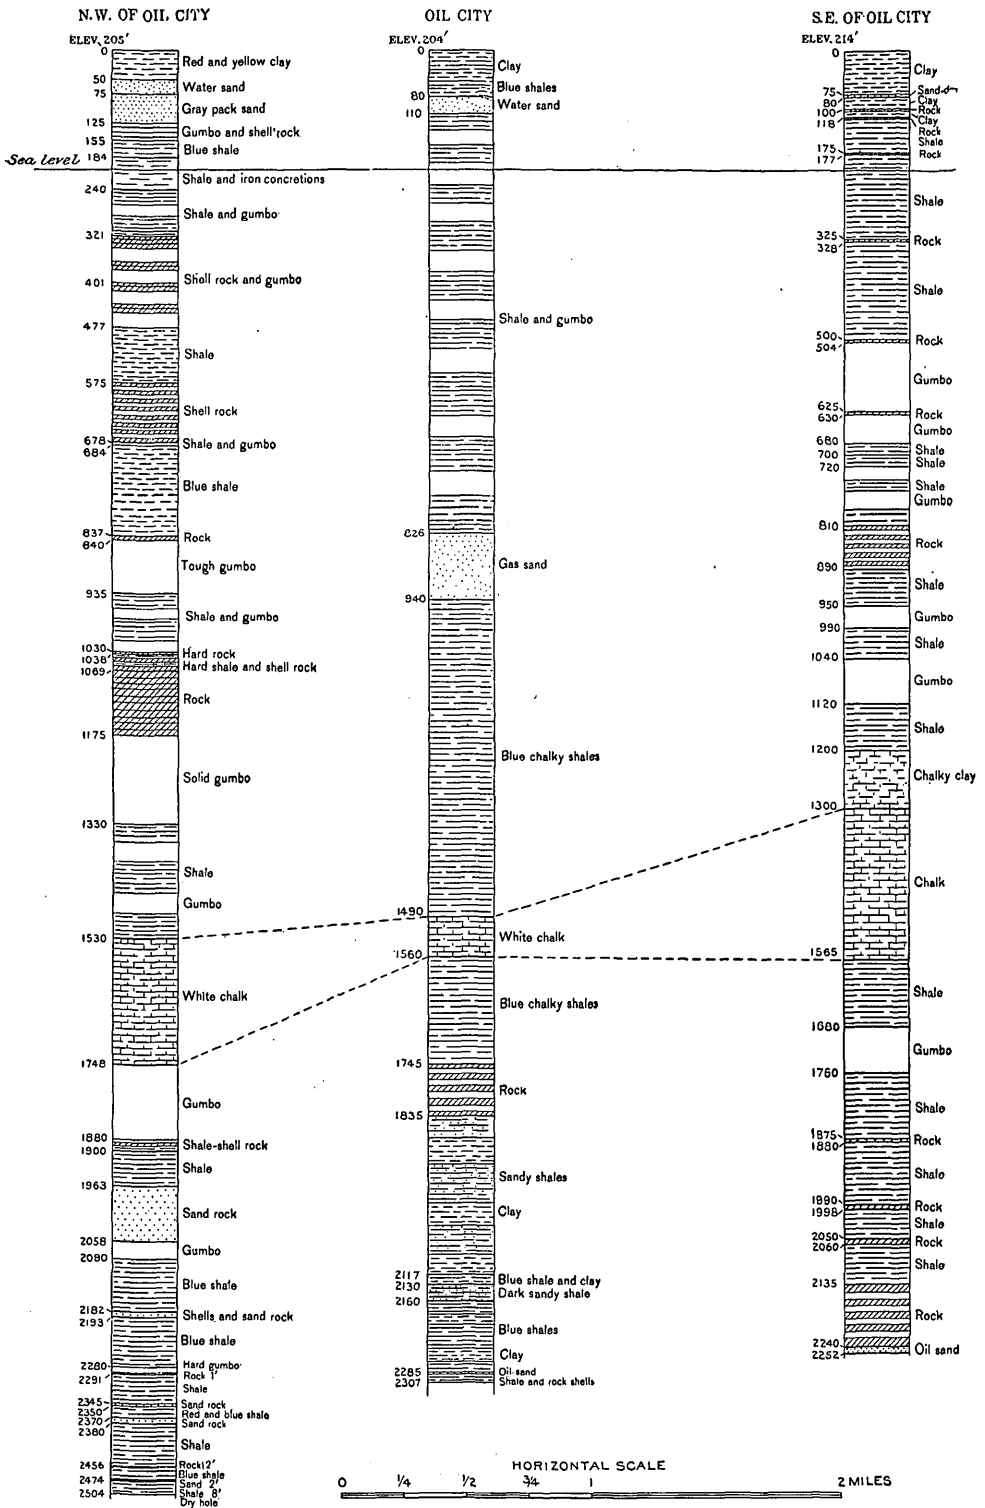 N.W. OF OIL CITY
ELEV. 205'
0
Red and yellow clay
50
Water sand
75
Gray pack sand
125
Gumbo and shell rock
155
Blue shale
184
Sea level
Shale and iron concretions
240
Shale and gumbo
321
Shell rock and gumbo
401
477
Shale
575
Shell rock
678
Shale and gumbo
684
Blue shale
837
Rock
840
Tough gumbo
935
Shale and gumbo
1030
Hard rock
1038
Hard shale and shell rock
1069
Rock
1175
Solid gumbo
1330
Shale
Gumbo
1530
White chalk
1748
Gumbo
1880
Shale-shell rock
1900
Shale
1963
Sand rock
2058
Gumbo
2090
Blue shale
2182
Shells and sand rock
2193
Blue shale
2280
Hard gumbo
Rock 1'
2291
Shale
2345
Sand rock
2350
Red and blue shale
2370
Sand rock
2380
Shale
2456
Rock 12'
Blue shale
2474
Sand 2'
Shale 8'
2504
Dry hole
OIL CITY
ELEV. 204'
0
Clay
Blue shales
80
Water sand
110
Shale and gumbo
826
Gas sand
940
Blue chalky shales
1490
White chalk
1560
Blue chalky shales
1745
Rock
1835
Sandy shales
Clay
2117
Blue shale and clay
2130
Dark sandy shale
2160
Blue shales
Clay
2285
Oil sand
2307
Shale and rock shells
S.E. OF OIL CITY
ELEV. 214'
0
Clay
75
Sand
80
Clay
100
Rock
118
Clay
Rock
Shale
175
Rock
177
Shale
325
Rock
328
Shale
500
Rock
504
Gumbo
625
Rock
630
Gumbo
680
Shale
700
Shale
720
Shale
Gumbo
810
Rock
890
Shale
950
Gumbo
990
Shale
1040
Gumbo
1120
Shale
1200
Chalky clay
1300
Chalk
1565
Shale
1680
Gumbo
1760
Shale
1875
Rock
1880
Shale
1990
Rock
1998
Shale
2050
Rock
2060
Shale
2135
Rock
2240
Oil sand
2252
HORIZONTAL SCALE
0 1/4 1/2 3/4 1 2 MILES